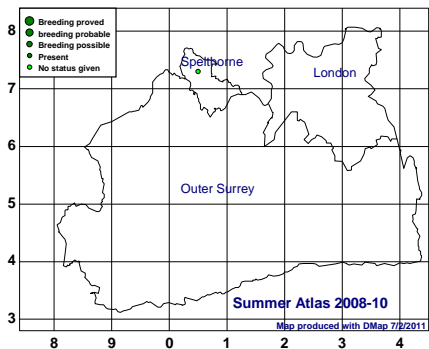 Breeding proved
breeding probable
Breeding possible
Present
No status given
8
7
6
5
4
3
Spelthorne
London
Outer Surrey
Summer Atlas 2008-10
Map produced with DMap 7/2/2011
8 9 0 1 2 3 4